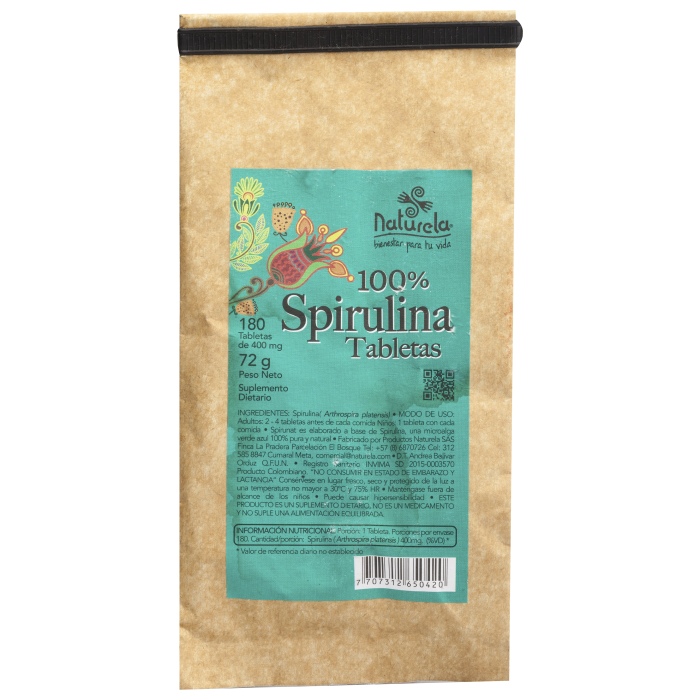 Naturela
bienestar para tu vida
100%
Spirulina
Tabletas
180
Tabletas
de 400 mg
72 g
Peso Neto
Suplemento
Dietario
INGREDIENTES: Spirulina( Arthrospira platensis) • MODO DE USO:
Adultos: 2 - 4 tabletas antes de cada comida Niños: 1 tableta con cada
comida • Spirunat es elaborado a base de Spirulina, una microalga
verde azul 100% pura y natural • Fabricado por Productos Naturela SAS
Finca La Pradera Parcelación El Bosque Tel: +57 (8) 6870726 Cel: 312
585 8847 Cumaral Meta, comercial@naturela.com • D.T. Andrea Bajivar
Orduz Q.F.U.N. • Registro Sanitario INVIMA SD 2015-0003570
Producto Colombiano. "NO CONSUMIR EN ESTADO DE EMBARAZO Y
LACTANCIA" Consérvese en lugar fresco, seco y protegido de la luz a
una temperatura no mayor a 30°C y 75% HR • Manténgase fuera de
alcance de los niños • Puede causar hipersensibilidad • ESTE
PRODUCTO ES UN SUPLEMENTO DIETARIO, NO ES UN MEDICAMENTO
Y NO SUPLE UNA ALIMENTACIÓN EQUILIBRADA.
INFORMACIÓN NUTRICIONAL Porción: 1 Tableta. Porciones por envase
180. Cantidad/porción: Spirulina ( Arthrospira platensis ) 400mg. (%VD) *
* Valor de referencia diario no establecido
7 707312 650420